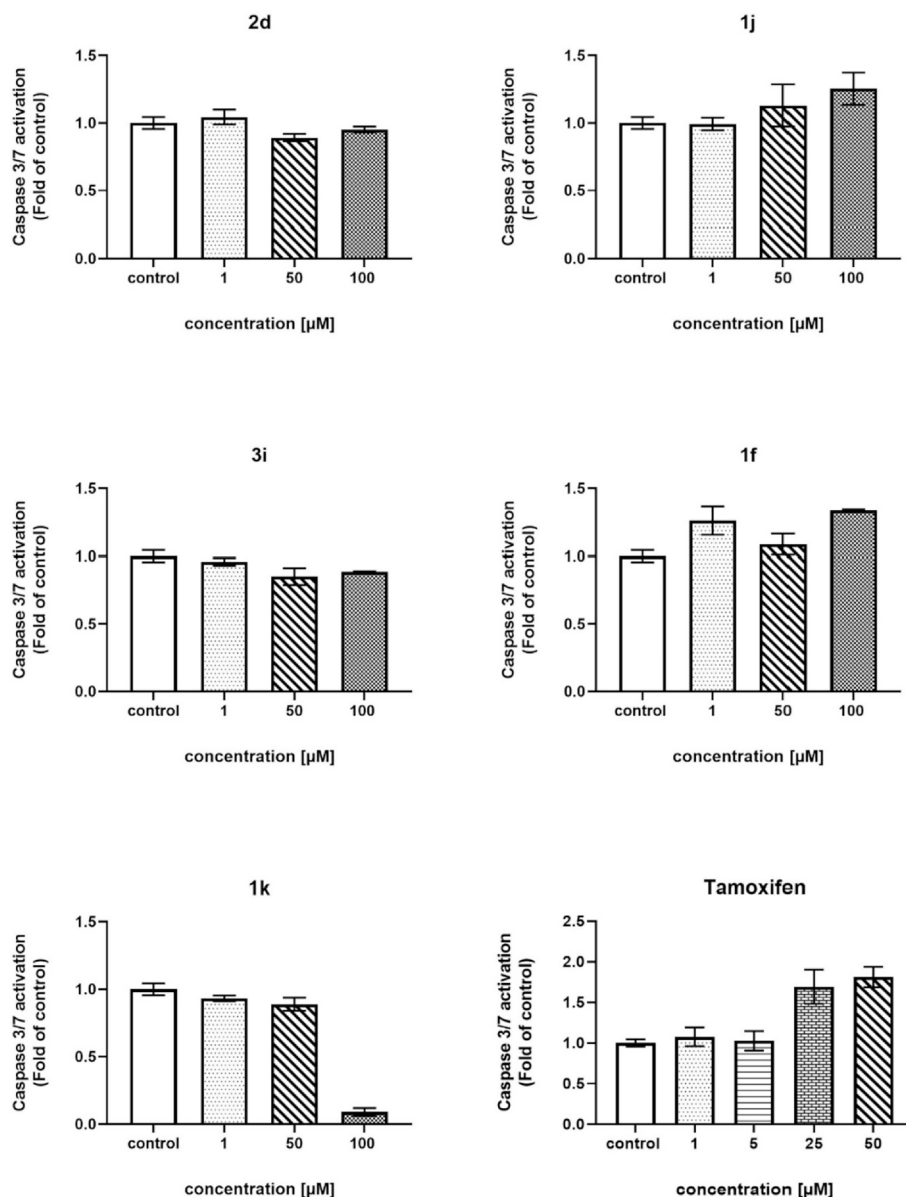 2d
Caspase 3/7 activation
(Fold of control)
1.5
1.0
0.5
0.0
control 1 50 100
concentration [µM]
1j
Caspase 3/7 activation
(Fold of control)
1.5
1.0
0.5
0.0
control 1 50 100
concentration [µM]
3i
Caspase 3/7 activation
(Fold of control)
1.5
1.0
0.5
0.0
control 1 50 100
concentration [µM]
1f
Caspase 3/7 activation
(Fold of control)
1.5
1.0
0.5
0.0
control 1 50 100
concentration [µM]
1k
Caspase 3/7 activation
(Fold of control)
1.5
1.0
0.5
0.0
control 1 50 100
concentration [µM]
Tamoxifen
Caspase 3/7 activation
(Fold of control)
2.5
2.0
1.5
1.0
0.5
0.0
control 1 5 25 50
concentration [µM]